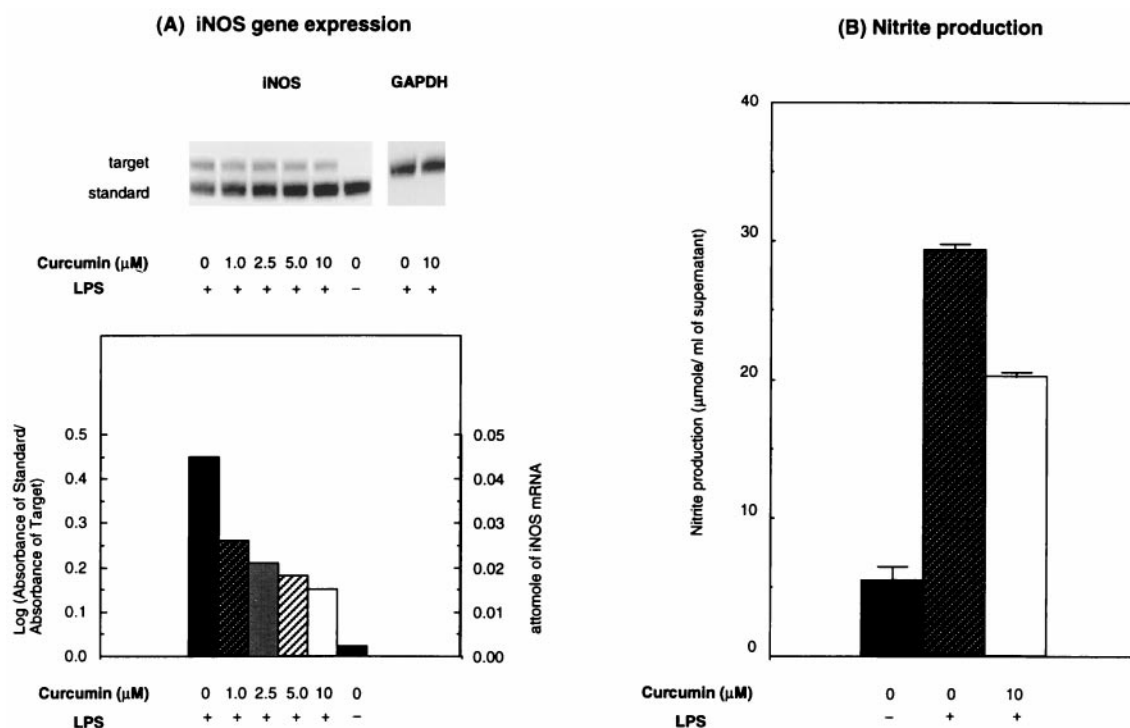 (A) iNOS gene expression
iNOS GAPDH
target
standard
Curcumin (μM) 0 1.0 2.5 5.0 10 0 0 10
LPS + + + + + – + +
Log (Absorbance of Standard/
Absorbance of Target)
0.5
0.4
0.3
0.2
0.1
0.0
0.05
0.04
0.03
0.02
0.01
0.00
attomole of iNOS mRNA
Curcumin (μM) 0 1.0 2.5 5.0 10 0
LPS + + + + + –
(B) Nitrite production
Nitrite production (μmole/ ml of supernatant)
40
30
20
10
0
Curcumin (μM) 0 0 10
LPS – + +